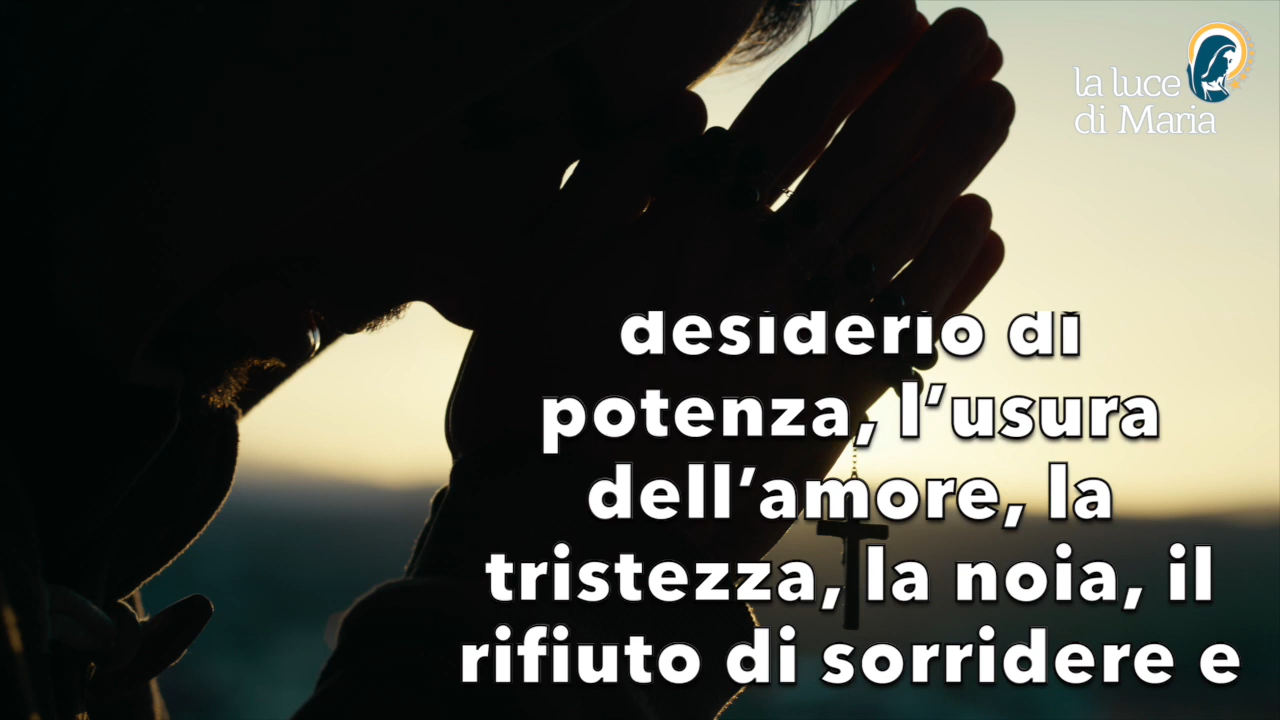 la luce
di Maria
desiderio di
potenza, l’usura
dell’amore, la
tristezza, la noia, il
rifiuto di sorridere e